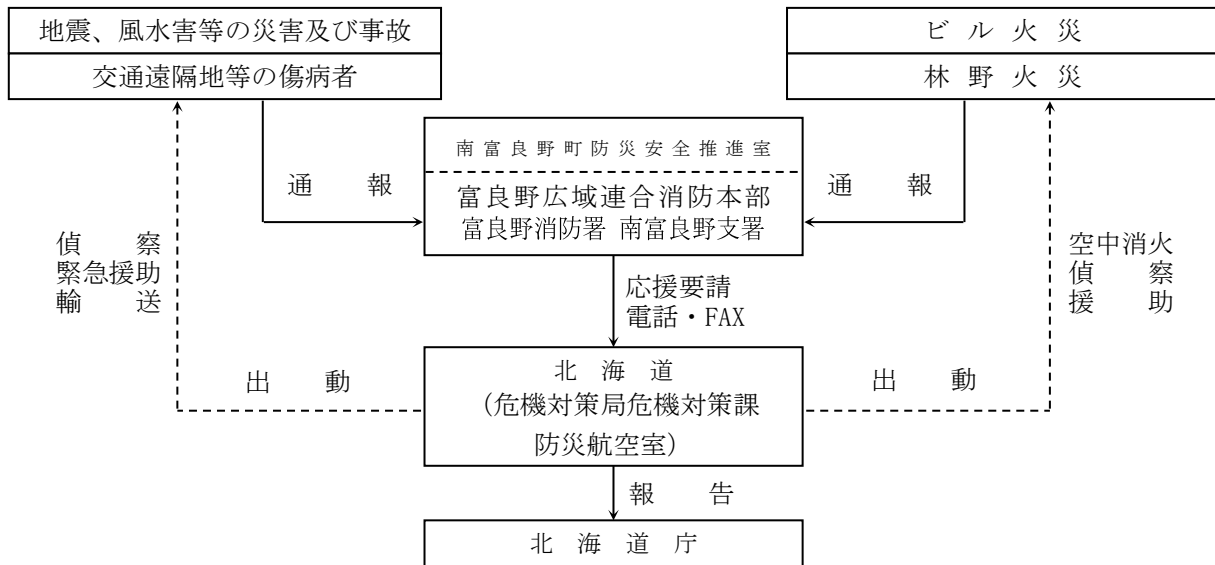 地震、風水害等の災害及び事故
交通遠隔地等の傷病者
ビル火災
林野火災
南富良野町防災安全推進室
富良野広域連合消防本部
富良野消防署 南富良野支署
通報
通報
偵察
緊急援助
輸送
空中消火
偵察
援助
応援要請
電話・FAX
出動
出動
北海道
(危機対策局危機対策課
防災航空室)
報告
北海道庁